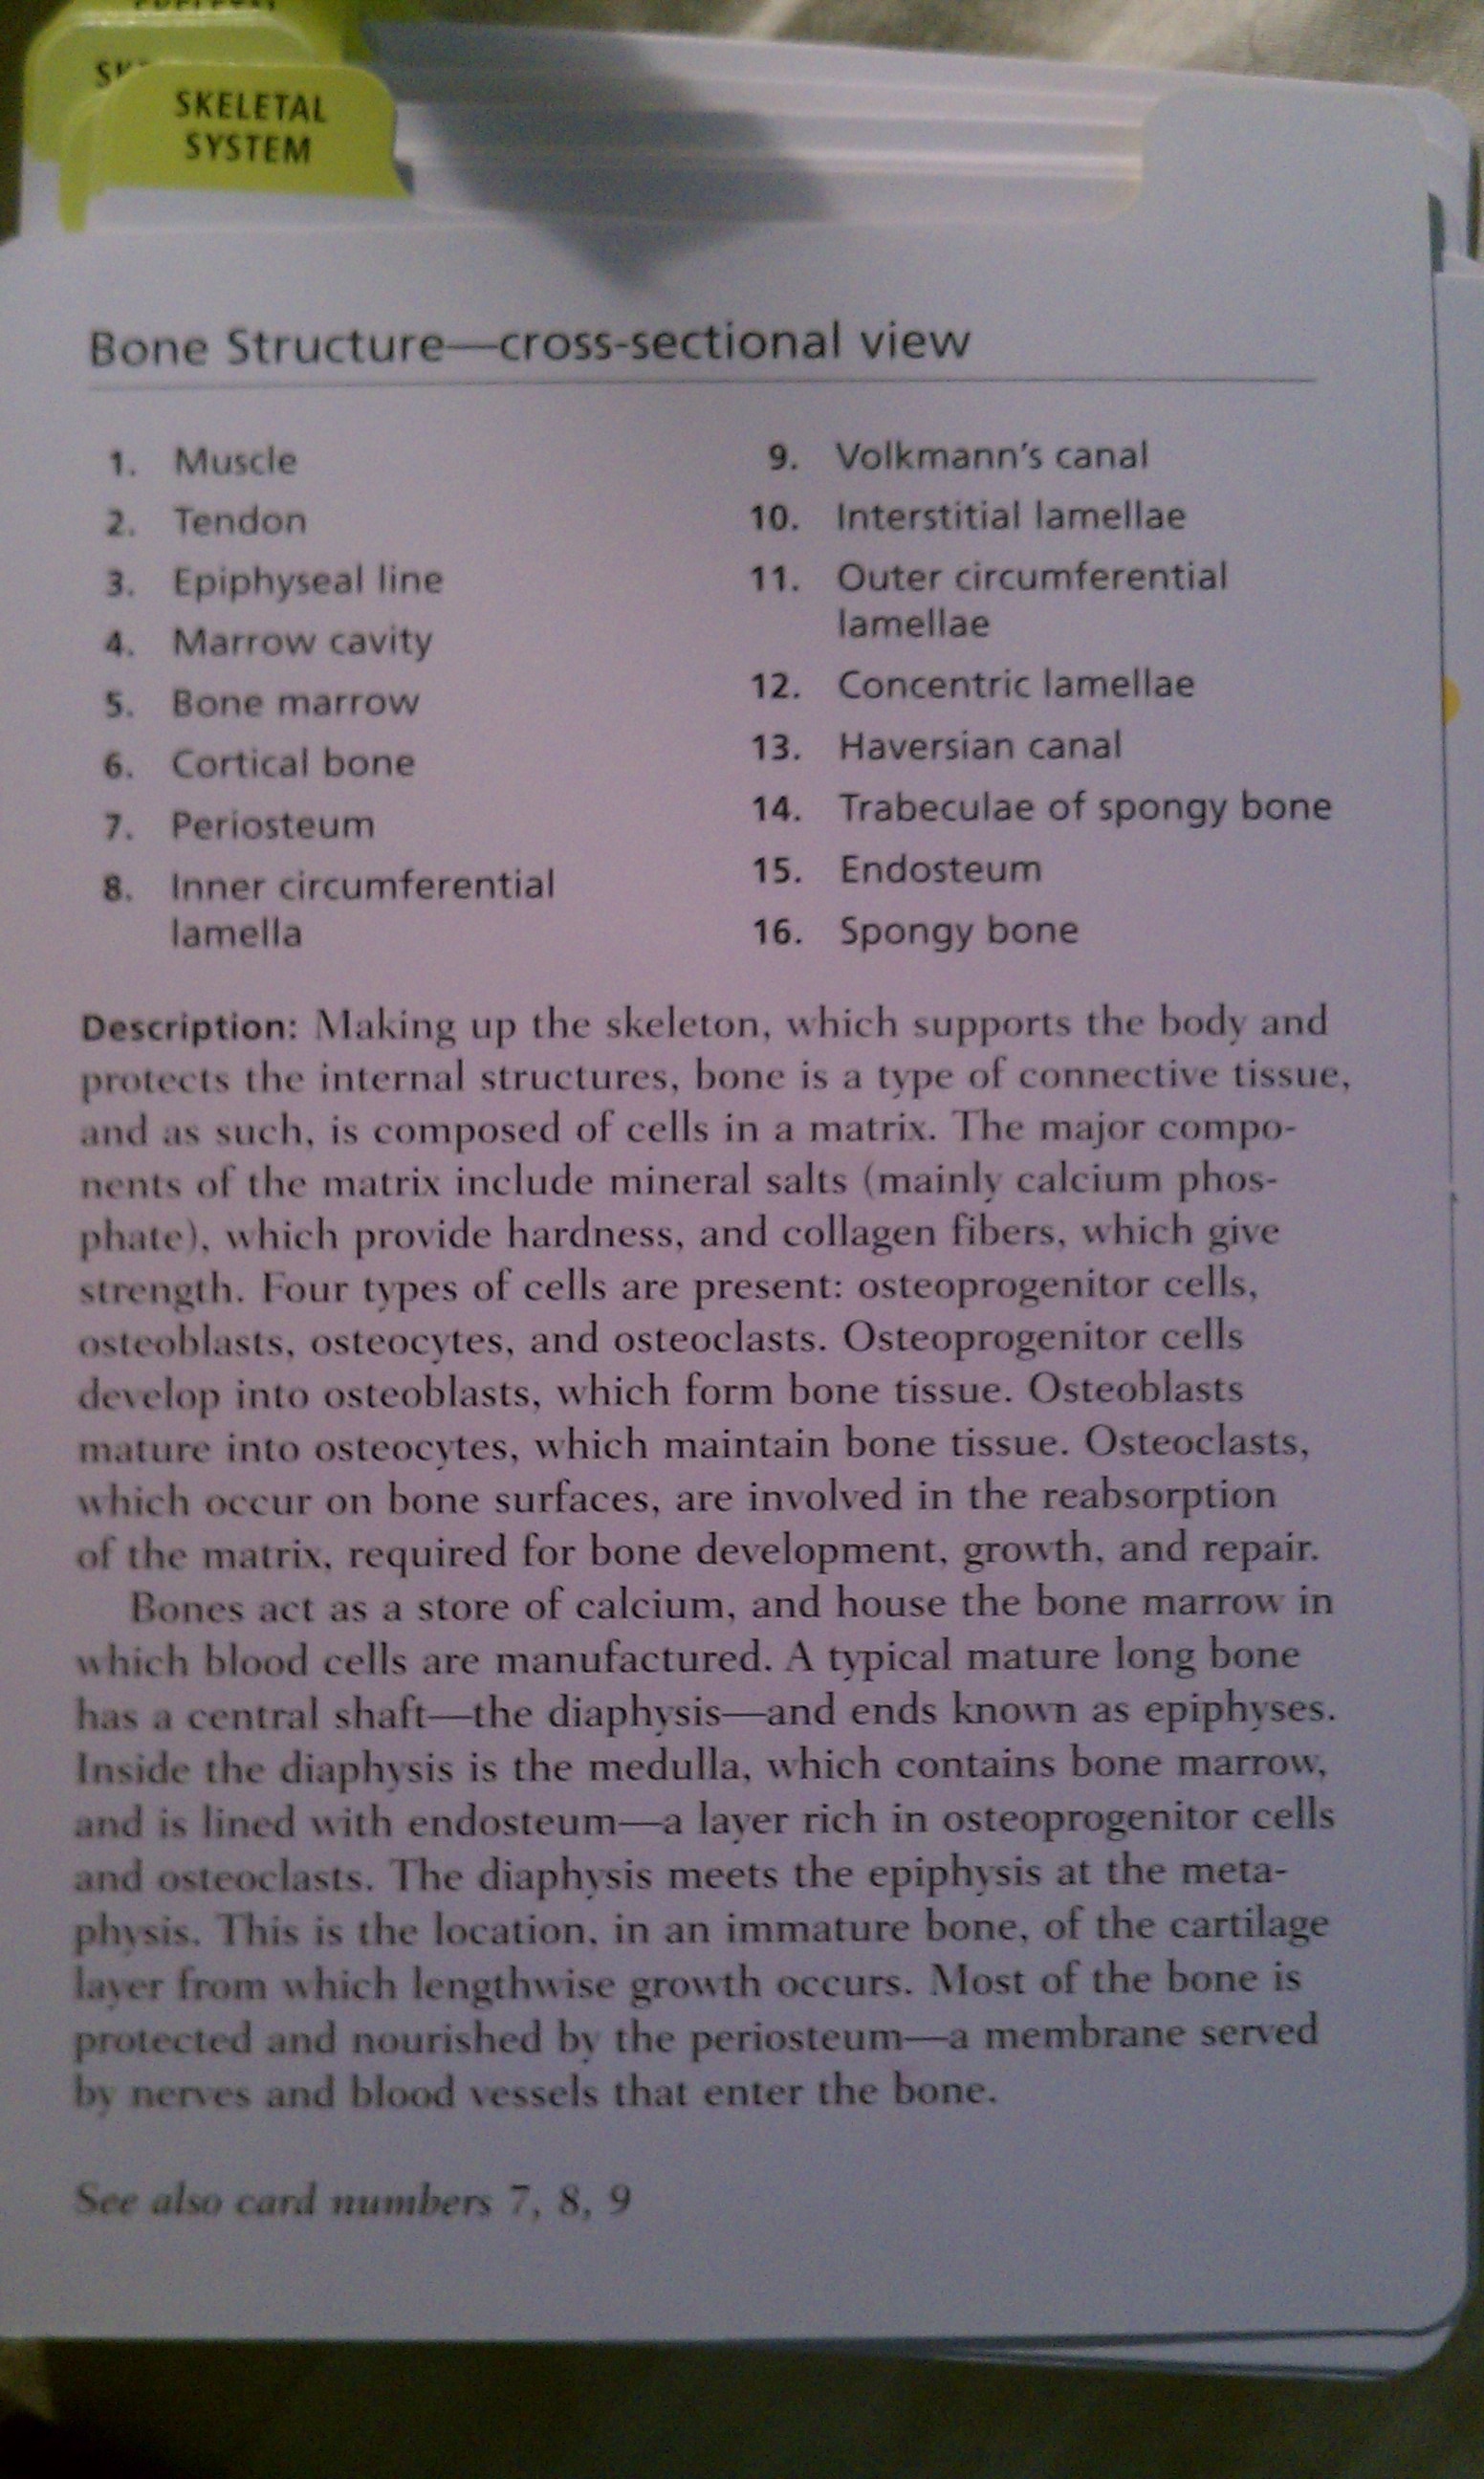 SKELETAL
SYSTEM
Bone Structure—cross-sectional view
1. Muscle
2. Tendon
3. Epiphyseal line
4. Marrow cavity
5. Bone marrow
6. Cortical bone
7. Periosteum
8. Inner circumferential
lamella
9. Volkmann's canal
10. Interstitial lamellae
11. Outer circumferential
lamellae
12. Concentric lamellae
13. Haversian canal
14. Trabeculae of spongy bone
15. Endosteum
16. Spongy bone
Description: Making up the skeleton, which supports the body and
protects the internal structures, bone is a type of connective tissue,
and as such, is composed of cells in a matrix. The major compo-
nents of the matrix include mineral salts (mainly calcium phos-
phate), which provide hardness, and collagen fibers, which give
strength. Four types of cells are present: osteoprogenitor cells,
osteoblasts, osteocytes, and osteoclasts. Osteoprogenitor cells
develop into osteoblasts, which form bone tissue. Osteoblasts
mature into osteocytes, which maintain bone tissue. Osteoclasts,
which occur on bone surfaces, are involved in the reabsorption
of the matrix, required for bone development, growth, and repair.
Bones act as a store of calcium, and house the bone marrow in
which blood cells are manufactured. A typical mature long bone
has a central shaft—the diaphysis—and ends known as epiphyses.
Inside the diaphysis is the medulla, which contains bone marrow,
and is lined with endosteum—a layer rich in osteoprogenitor cells
and osteoclasts. The diaphysis meets the epiphysis at the meta-
physis. This is the location, in an immature bone, of the cartilage
layer from which lengthwise growth occurs. Most of the bone is
protected and nourished by the periosteum—a membrane served
by nerves and blood vessels that enter the bone.
See also card numbers 7, 8, 9